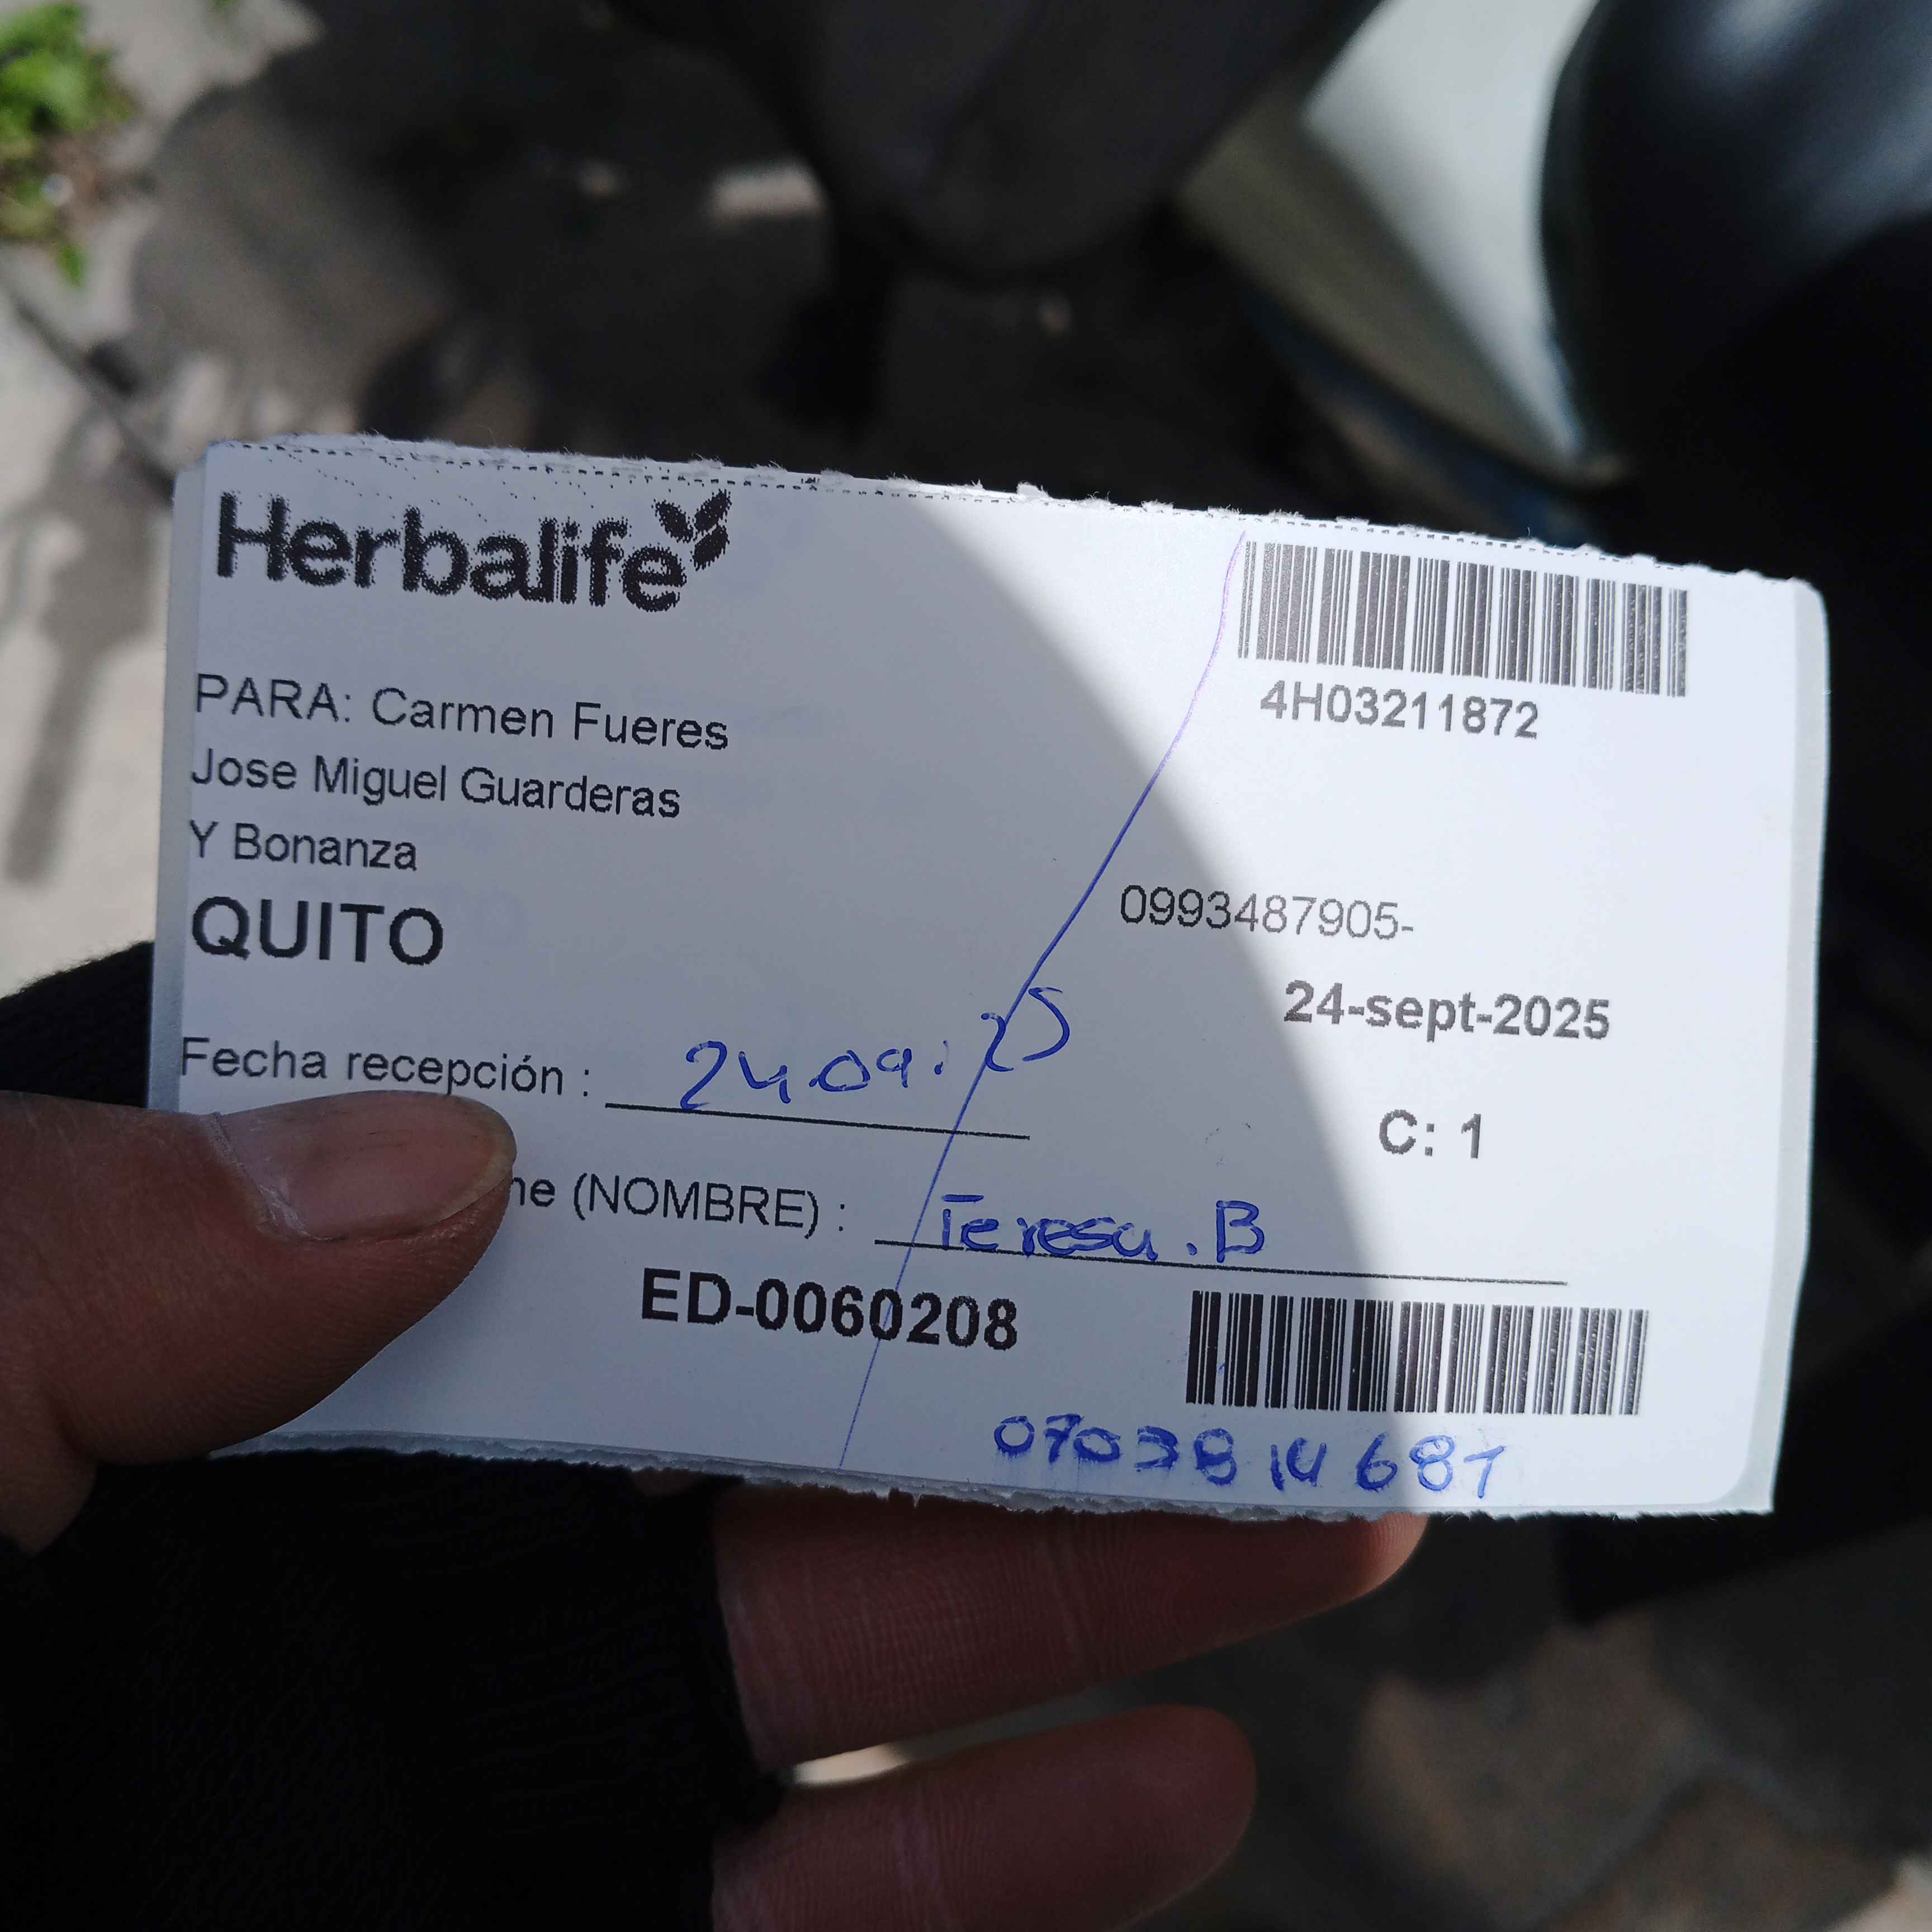 Herbalife
4H03211872
PARA: Carmen Fueres
Jose Miguel Guarderas
Y Bonanza
QUITO
0993487905-
24-sept-2025
Fecha recepción : 24.09.25
C: 1
(NOMBRE) : Teresa.B
ED-0060208
0703814681